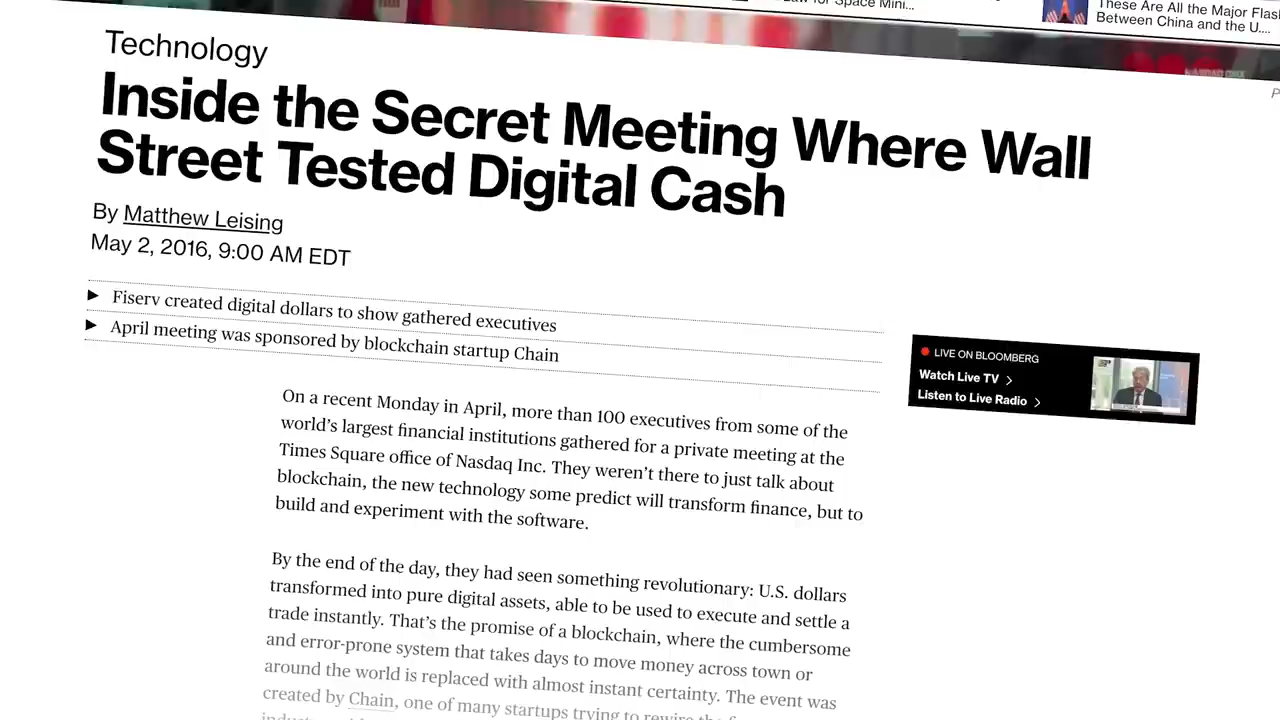 Law for Space Mini...
These Are All the Major Flas
Between China and the U....
Technology
Inside the Secret Meeting Where Wall
Street Tested Digital Cash
By Matthew Leising
May 2, 2016, 9:00 AM EDT
▶ Fiserv created digital dollars to show gathered executives
▶ April meeting was sponsored by blockchain startup Chain
LIVE ON BLOOMBERG
Watch Live TV >
Listen to Live Radio >
On a recent Monday in April, more than 100 executives from some of the
world's largest financial institutions gathered for a private meeting at the
Times Square office of Nasdaq Inc. They weren't there to just talk about
blockchain, the new technology some predict will transform finance, but to
build and experiment with the software.
By the end of the day, they had seen something revolutionary: U.S. dollars
transformed into pure digital assets, able to be used to execute and settle a
trade instantly. That's the promise of a blockchain, where the cumbersome
and error-prone system that takes days to move money across town or
around the world is replaced with almost instant certainty. The event was
created by Chain, one of many startups trying to rewire the